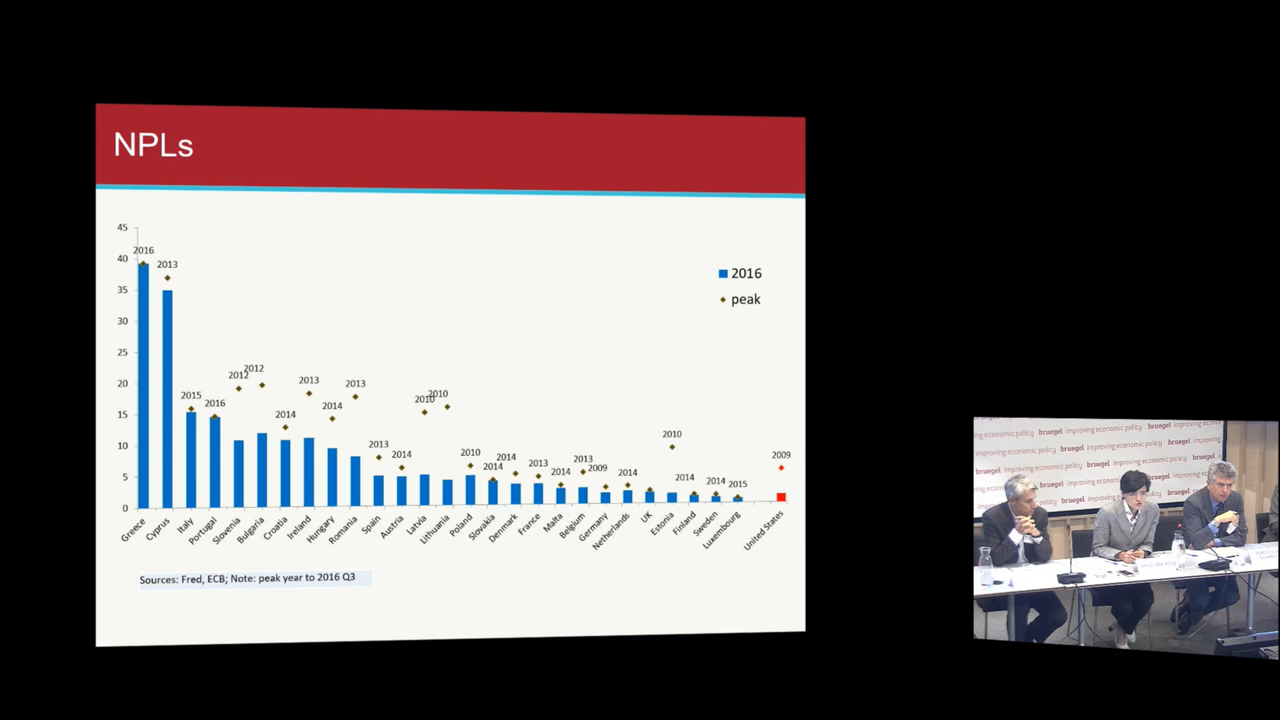 NPLs
45
40
35
30
25
20
15
10
5
0
2016
2013
2015
2016
2012
2012
2014
2013
2014
2013
2013
2014
2010
2010
2010
2014
2014
2013
2014
2013
2009
2014
2010
2014
2014
2015
2009
2016
peak
Greece
Cyprus
Italy
Portugal
Slovenia
Bulgaria
Croatia
Ireland
Hungary
Romania
Spain
Austria
Latvia
Lithuania
Poland
Slovakia
Denmark
France
Malta
Belgium
Germany
Netherlands
UK
Estonia
Finland
Sweden
Luxembourg
United States
Sources: Fred, ECB; Note: peak year to 2016 Q3
bruegel improving economic policy